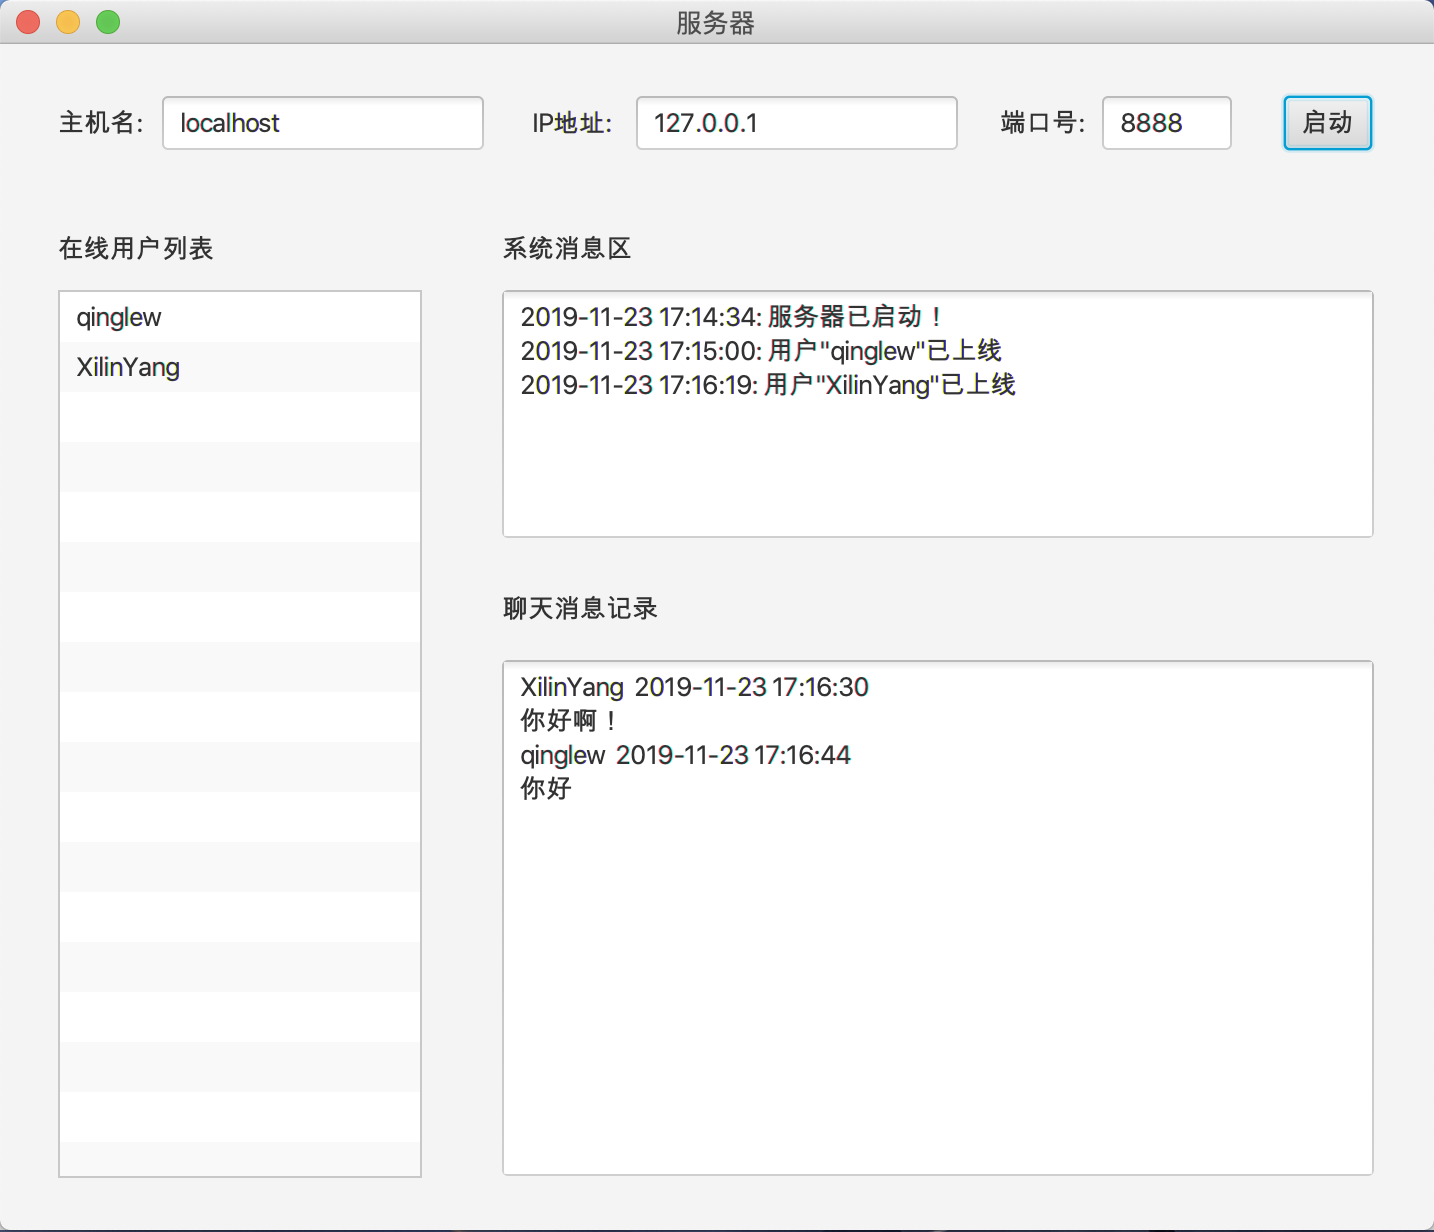 服务器
主机名: localhost IP地址: 127.0.0.1 端口号: 8888 启动
在线用户列表
qinglew
XilinYang
系统消息区
2019-11-23 17:14:34: 服务器已启动！
2019-11-23 17:15:00: 用户"qinglew"已上线
2019-11-23 17:16:19: 用户"XilinYang"已上线
聊天消息记录
XilinYang 2019-11-23 17:16:30
你好啊！
qinglew 2019-11-23 17:16:44
你好